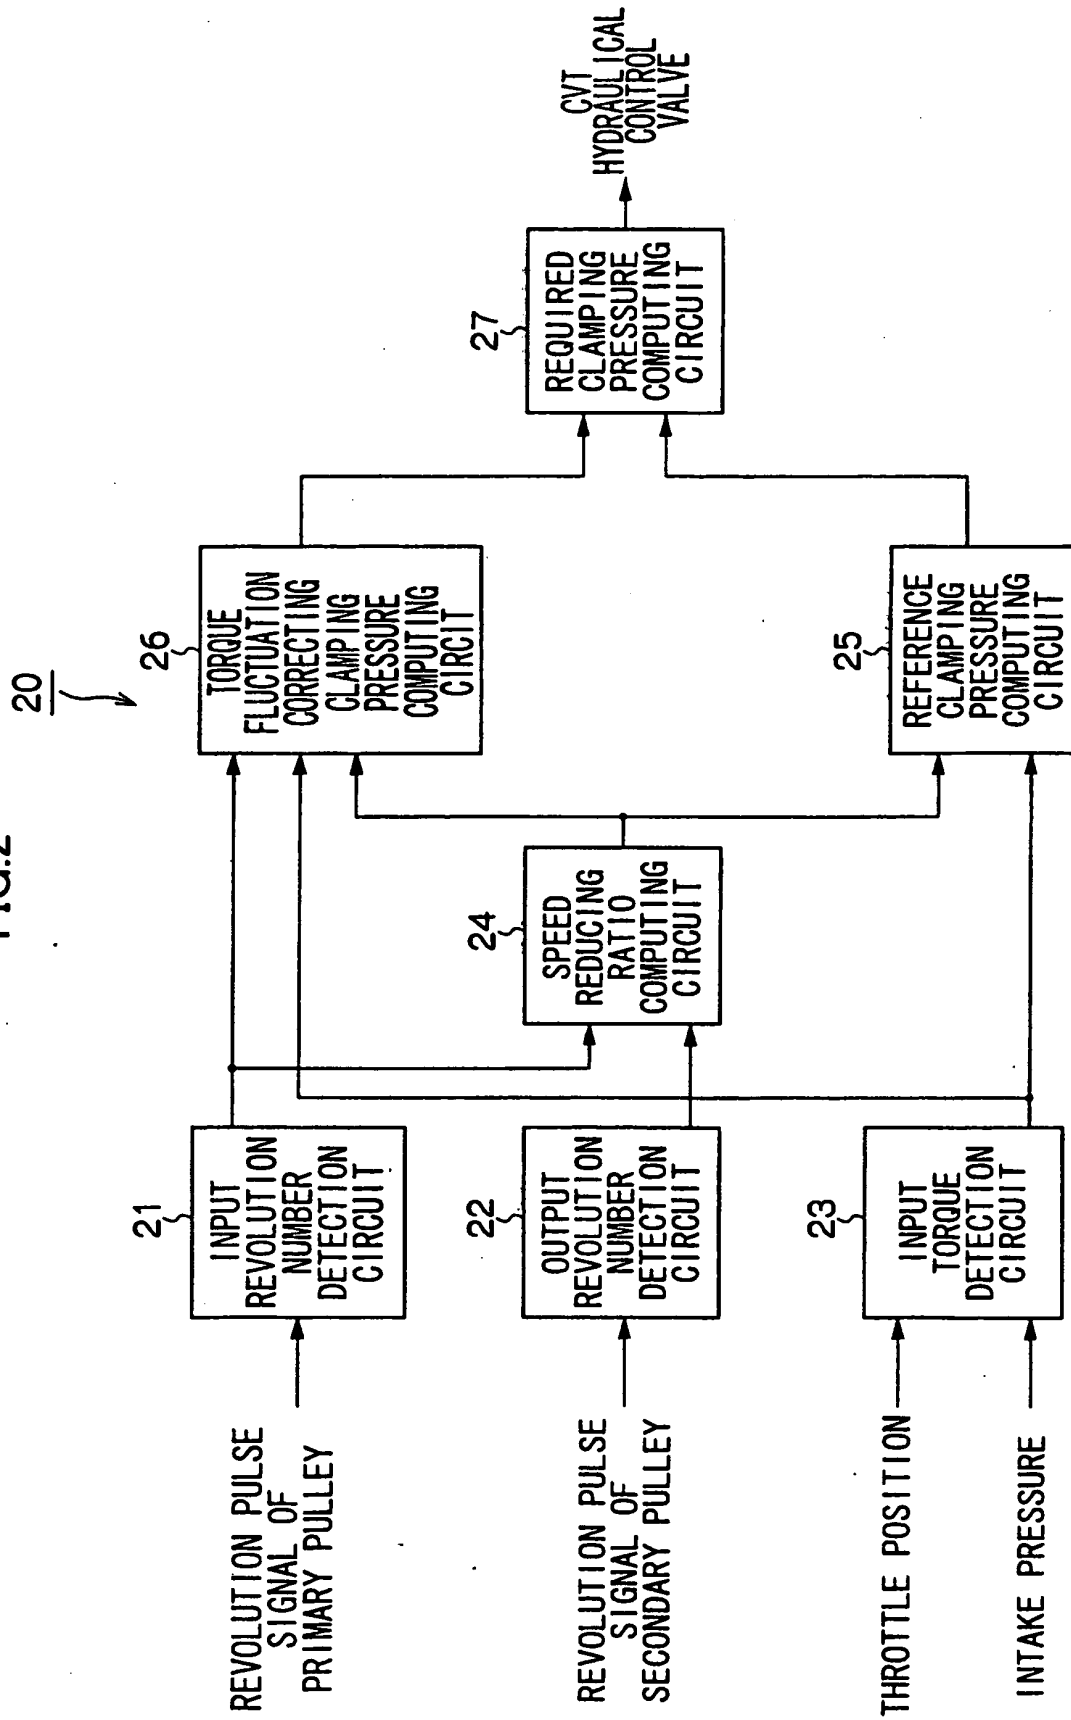 FIG.2
20
REVOLUTION PULSE
SIGNAL OF
PRIMARY PULLEY
21
INPUT
REVOLUTION
NUMBER
DETECTION
CIRCUIT
26
TORQUE
FLUCTUATION
CORRECTING
CLAMPING
PRESSURE
COMPUTING
CIRCUIT
REVOLUTION PULSE
SIGNAL OF
SECONDARY PULLEY
22
OUTPUT
REVOLUTION
NUMBER
DETECTION
CIRCUIT
24
SPEED
REDUCING
RATIO
COMPUTING
CIRCUIT
27
REQUIRED
CLAMPING
PRESSURE
COMPUTING
CIRCUIT
CVT
HYDRAULICAL
CONTROL
VALVE
THROTTLE POSITION
INTAKE PRESSURE
23
INPUT
TORQUE
DETECTION
CIRCUIT
25
REFERENCE
CLAMPING
PRESSURE
COMPUTING
CIRCUIT